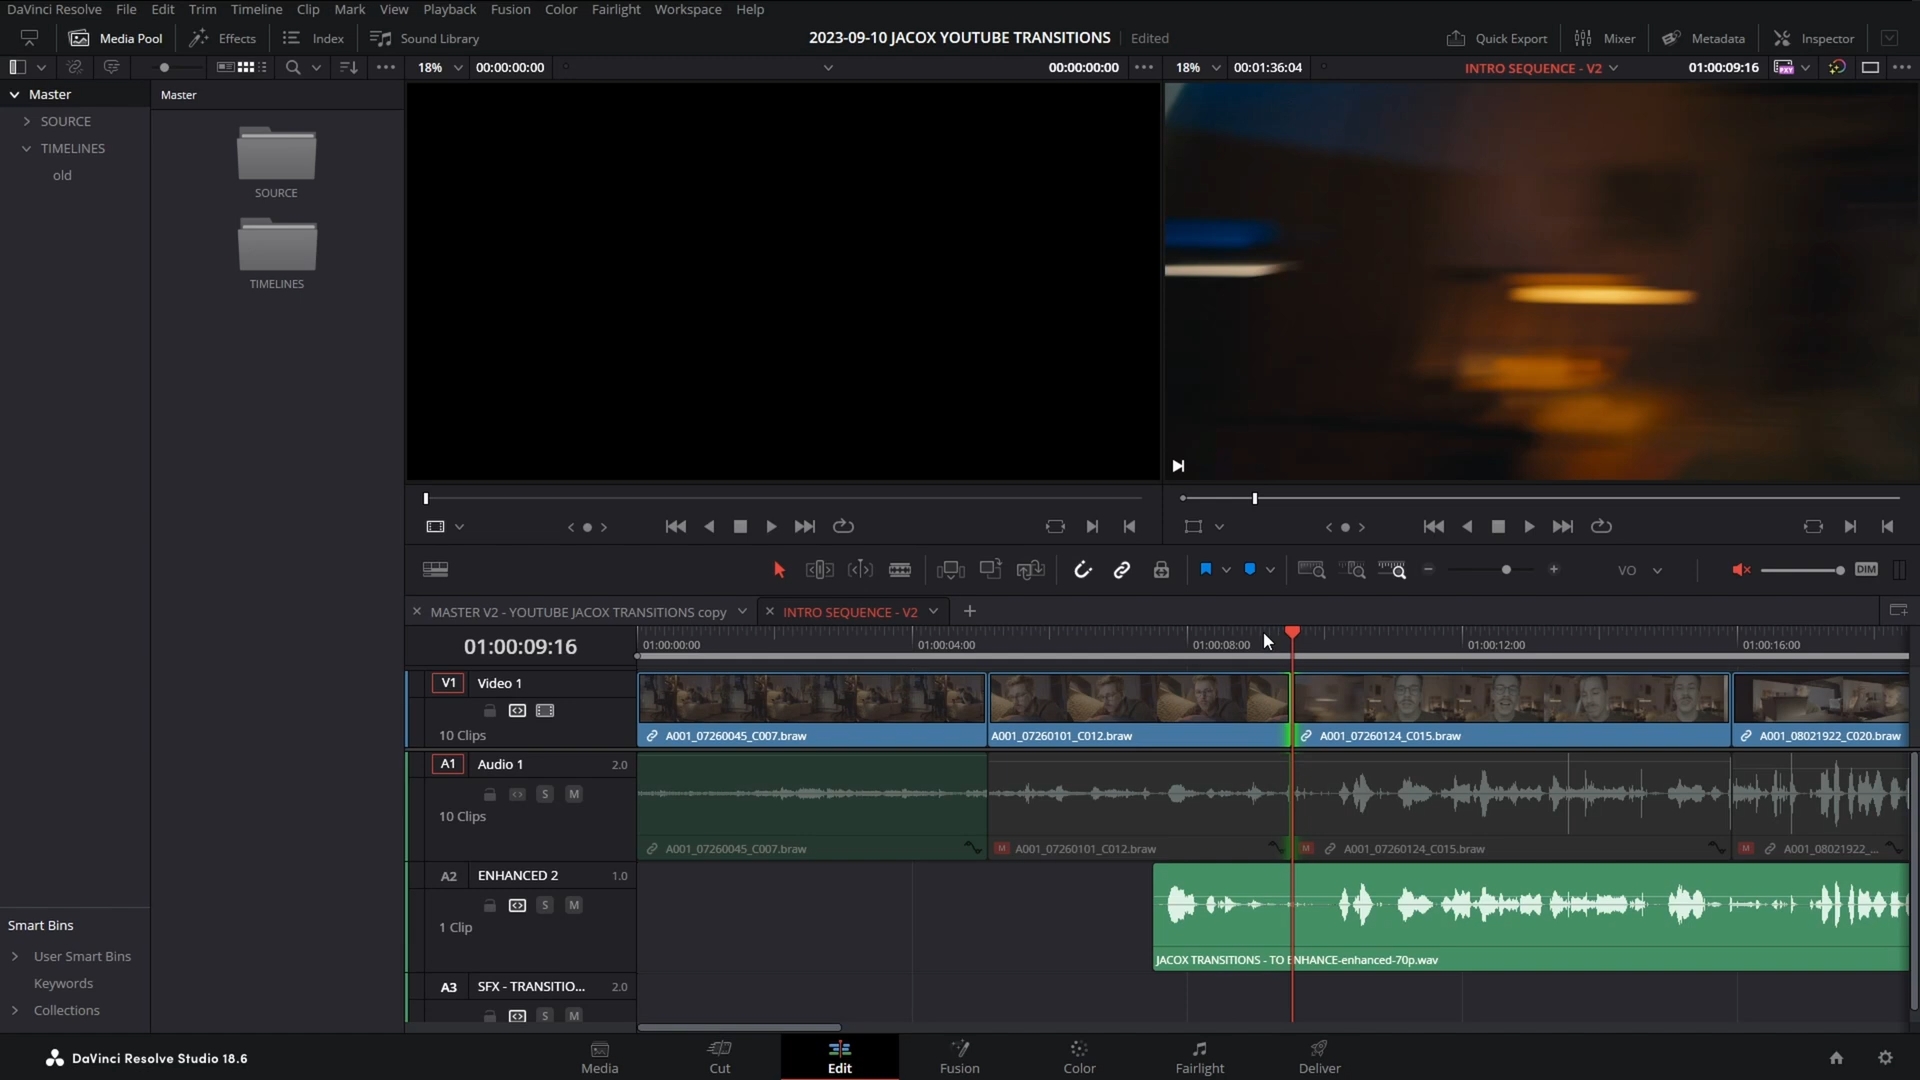 DaVinci Resolve File Edit Trim Timeline Clip Mark View Playback Fusion Color Fairlight Workspace Help
Media Pool Effects Index Sound Library 2023-09-10 JACOX YOUTUBE TRANSITIONS Edited Quick Export Mixer Metadata Inspector
18% 00:00:00:00 00:00:00:00 18% 00:01:36:04 INTRO SEQUENCE - V2 01:00:09:16 PXY
Master
Master
SOURCE
TIMELINES
old
SOURCE
TIMELINES
VO DIM
MASTER V2 - YOUTUBE JACOX TRANSITIONS copy INTRO SEQUENCE - V2
01:00:09:16 01:00:00:00 01:00:04:00 01:00:08:00 01:00:12:00 01:00:16:00
V1 Video 1
10 Clips A001_07260045_C007.braw A001_07260101_C012.braw A001_07260124_C015.braw A001_08021922_C020.braw
A1 Audio 1 2.0
S M
10 Clips
A001_07260045_C007.braw M A001_07260101_C012.braw M A001_07260124_C015.braw M A001_08021922_...
A2 ENHANCED 2 1.0
S M
1 Clip
JACOX TRANSITIONS - TO ENHANCE-enhanced-70p.wav
A3 SFX - TRANSITIO... 2.0
S M
Smart Bins
User Smart Bins
Keywords
Collections
DaVinci Resolve Studio 18.6
Media Cut Edit Fusion Color Fairlight Deliver